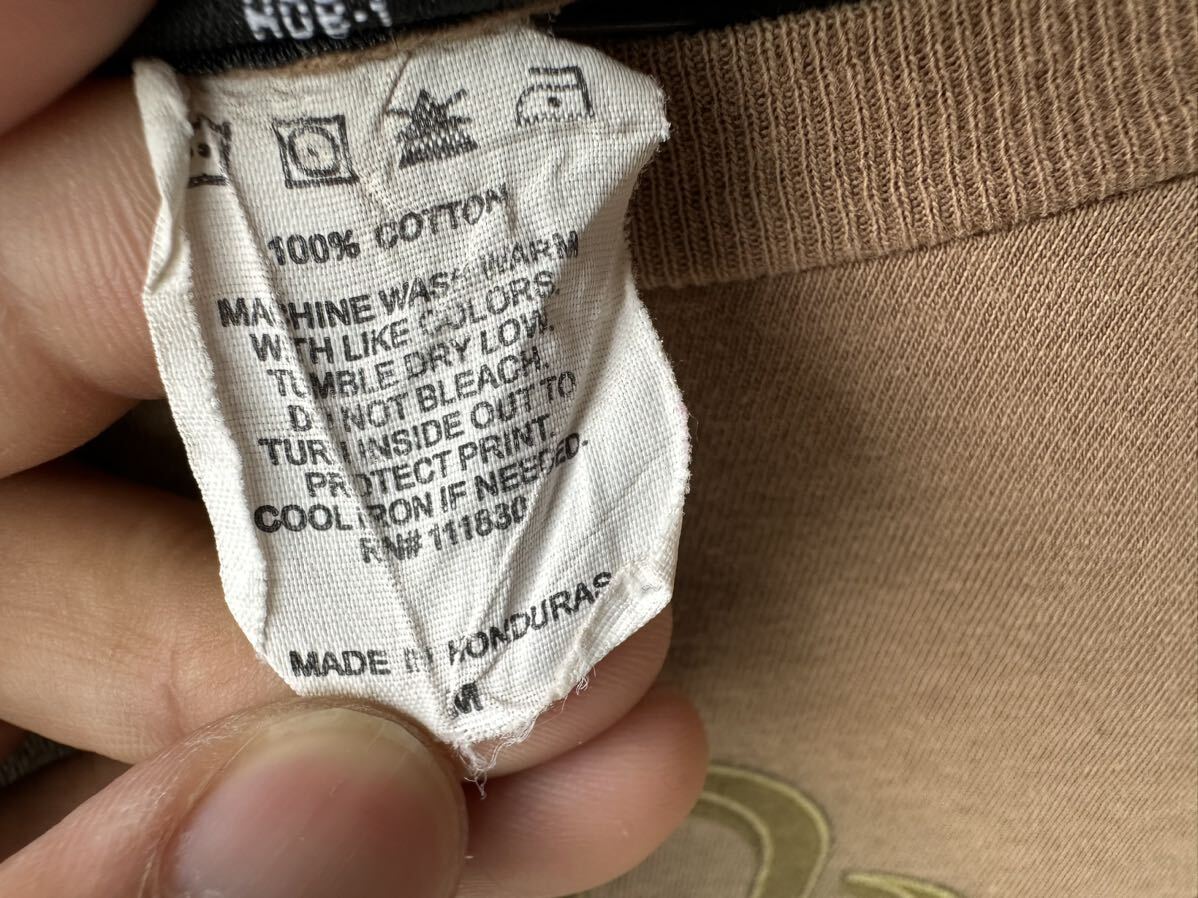 100% COTTON
MACHINE WASH WARM
WITH LIKE COLORS.
TUMBLE DRY LOW.
DO NOT BLEACH.
TURN INSIDE OUT TO
PROTECT PRINT.
COOL IRON IF NEEDED.
RN# 111830
MADE IN HONDURAS
M